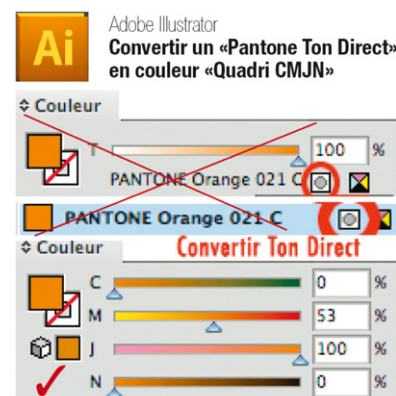 Ai
Adobe Illustrator
Convertir un «Pantone Ton Direct»
en couleur «Quadri CMJN»
Couleur
T 100 %
PANTONE Orange 021 C
PANTONE Orange 021 C
Couleur
Convertir Ton Direct
C 0 %
M 53 %
J 100 %
N 0 %